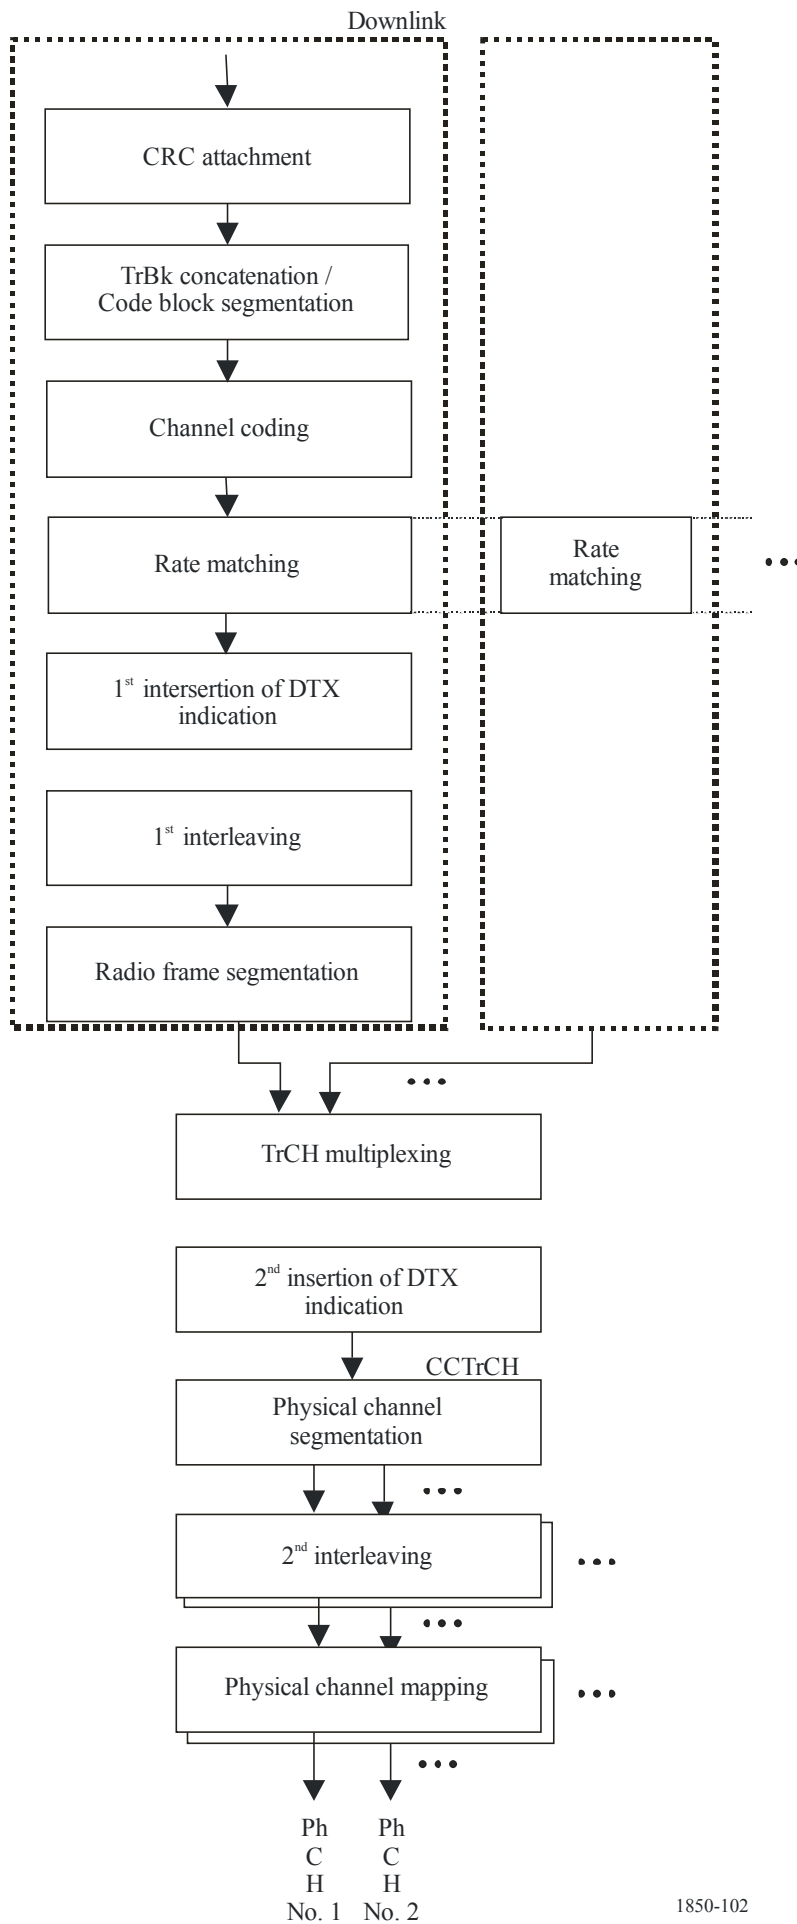 Downlink
CRC attachment
TrBk concatenation /
Code block segmentation
Channel coding
Rate matching
Rate
matching
1st intersertion of DTX
indication
1st interleaving
Radio frame segmentation
TrCH multiplexing
2nd insertion of DTX
indication
CCTrCH
Physical channel
segmentation
2nd interleaving
Physical channel mapping
Ph
C
H
No. 1
Ph
C
H
No. 2
1850-102